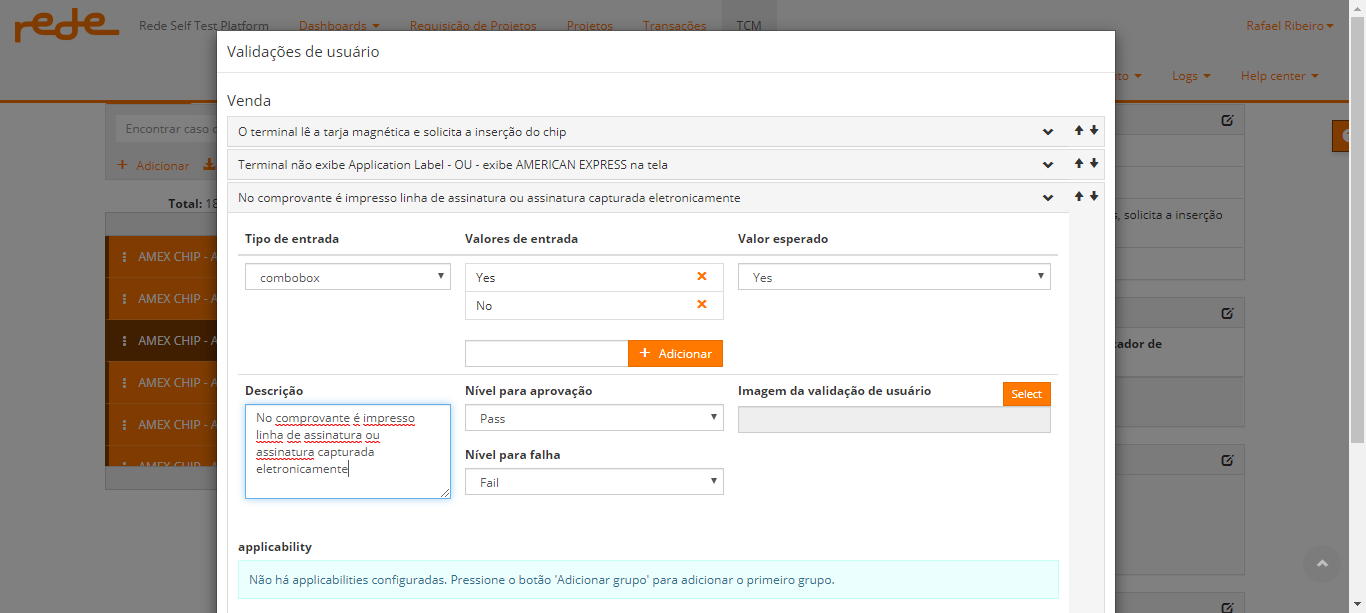 rede Rede Self Test Platform Dashboards Requisição de Projetos Projetos Transações TCM Rafael Ribeiro
Validações de usuário
Logs Help center
Venda
Encontrar caso
O terminal lê a tarja magnética e solicita a inserção do chip
Adicionar
Terminal não exibe Application Label - OU - exibe AMERICAN EXPRESS na tela
Total: 18
No comprovante é impresso linha de assinatura ou assinatura capturada eletronicamente
, solicita a inserção
Tipo de entrada Valores de entrada Valor esperado
AMEX CHIP -
combobox Yes Yes
AMEX CHIP -
No
AMEX CHIP -
Adicionar
AMEX CHIP -
Descrição Nível para aprovação Imagem da validação de usuário Select
No comprovante é impresso
linha de assinatura ou
assinatura capturada
eletronicamente
Pass
AMEX CHIP -
Nível para falha
AMEX CHIP -
Fail
applicability
Não há applicabilities configuradas. Pressione o botão 'Adicionar grupo' para adicionar o primeiro grupo.